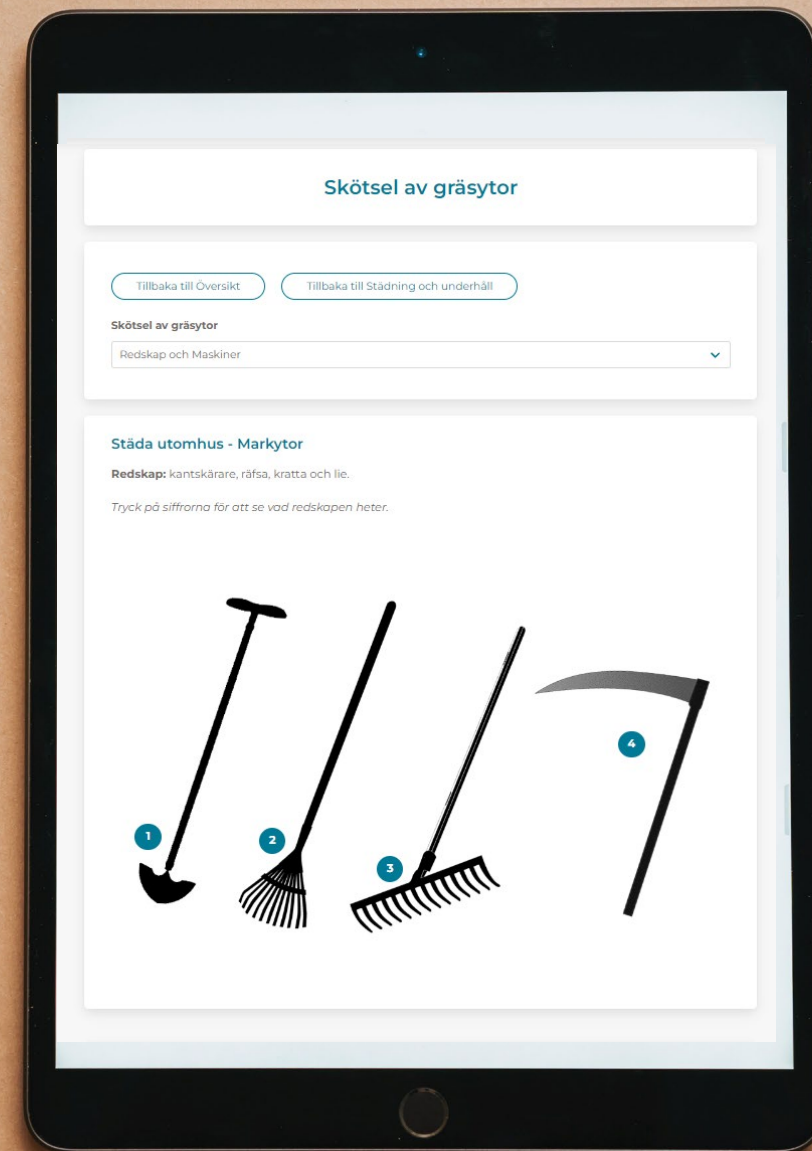 Skötsel av gräsytor
Tillbaka till Översikt
Tillbaka till Städning och underhåll
Skötsel av gräsytor
Redskap och Maskiner
Städa utomhus - Markytor
Redskap: kantskärare, räfsa, kratta och lie.
Tryck på siffrorna för att se vad redskapen heter.
1
2
3
4